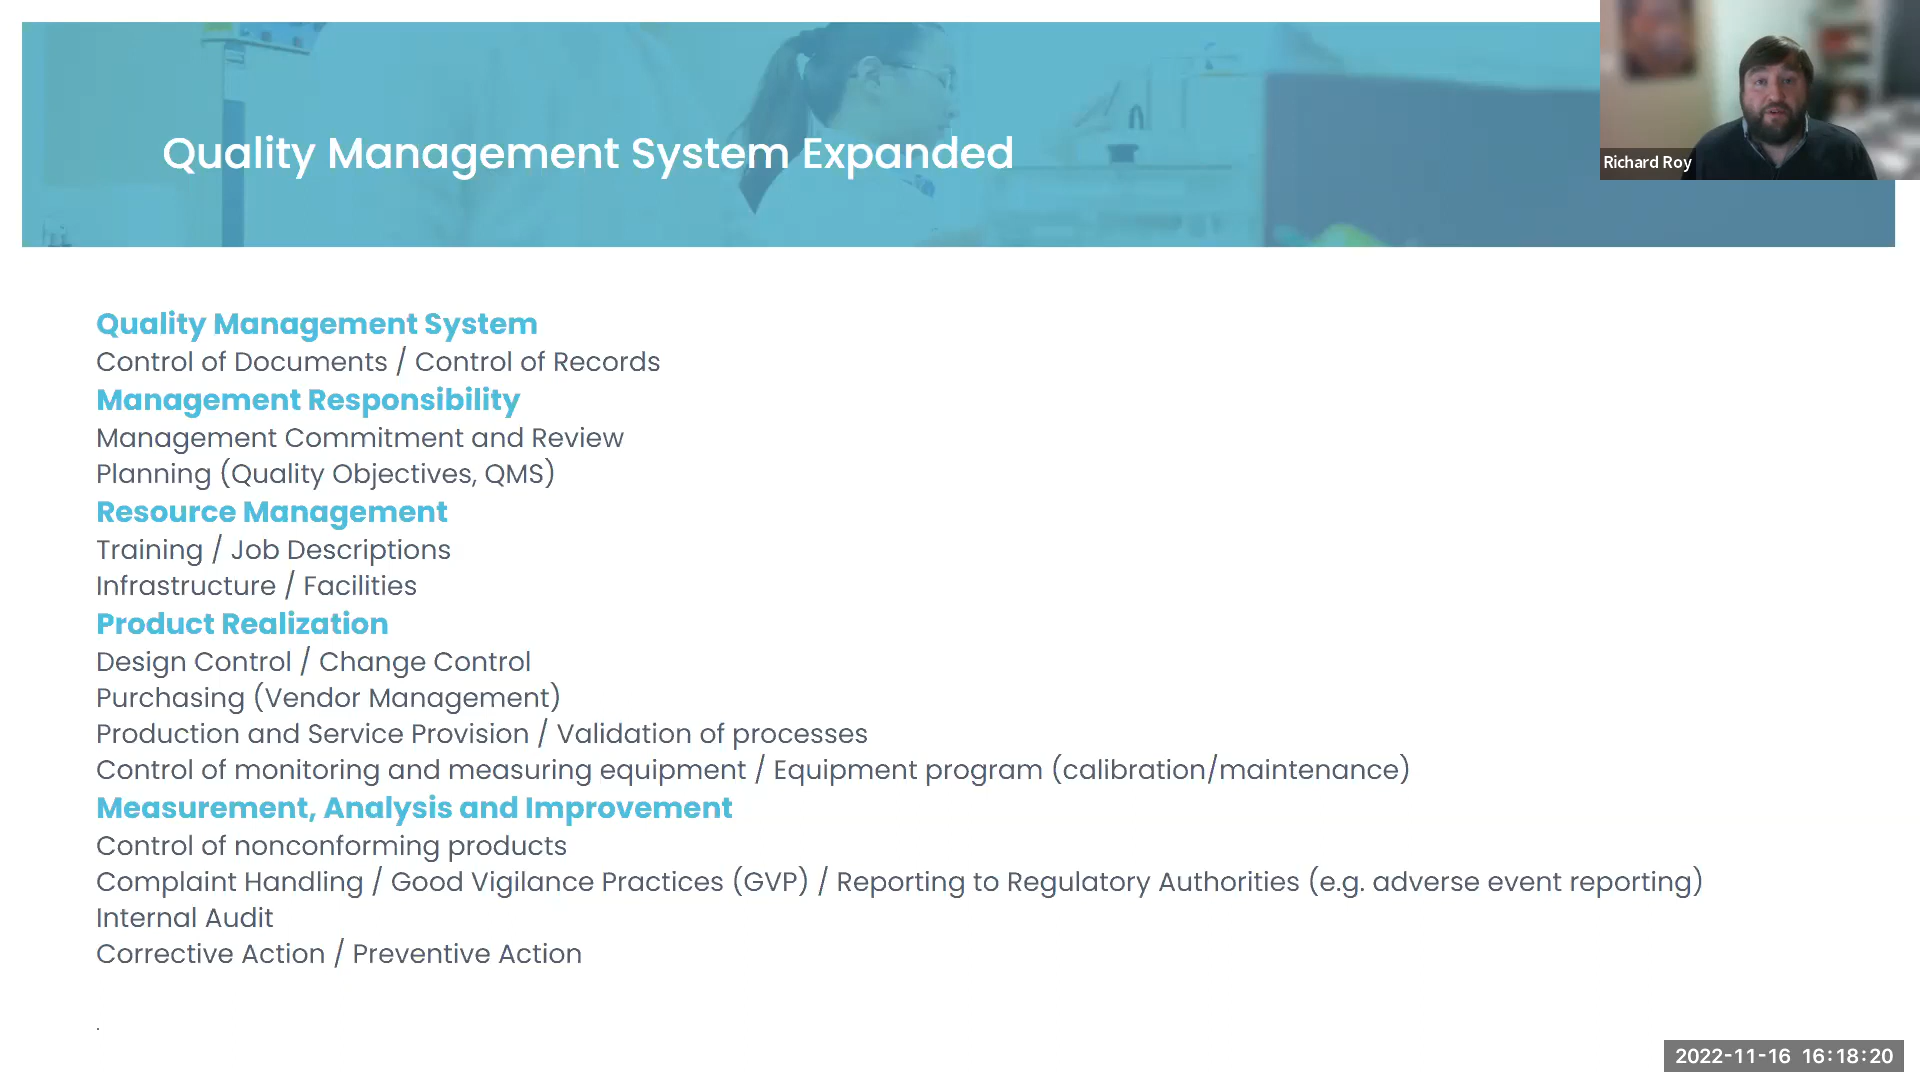 Quality Management System Expanded
Richard Roy
Quality Management System
Control of Documents / Control of Records
Management Responsibility
Management Commitment and Review
Planning (Quality Objectives, QMS)
Resource Management
Training / Job Descriptions
Infrastructure / Facilities
Product Realization
Design Control / Change Control
Purchasing (Vendor Management)
Production and Service Provision / Validation of processes
Control of monitoring and measuring equipment / Equipment program (calibration/maintenance)
Measurement, Analysis and Improvement
Control of nonconforming products
Complaint Handling / Good Vigilance Practices (GVP) / Reporting to Regulatory Authorities (e.g. adverse event reporting)
Internal Audit
Corrective Action / Preventive Action
.
2022-11-16 16:18:20